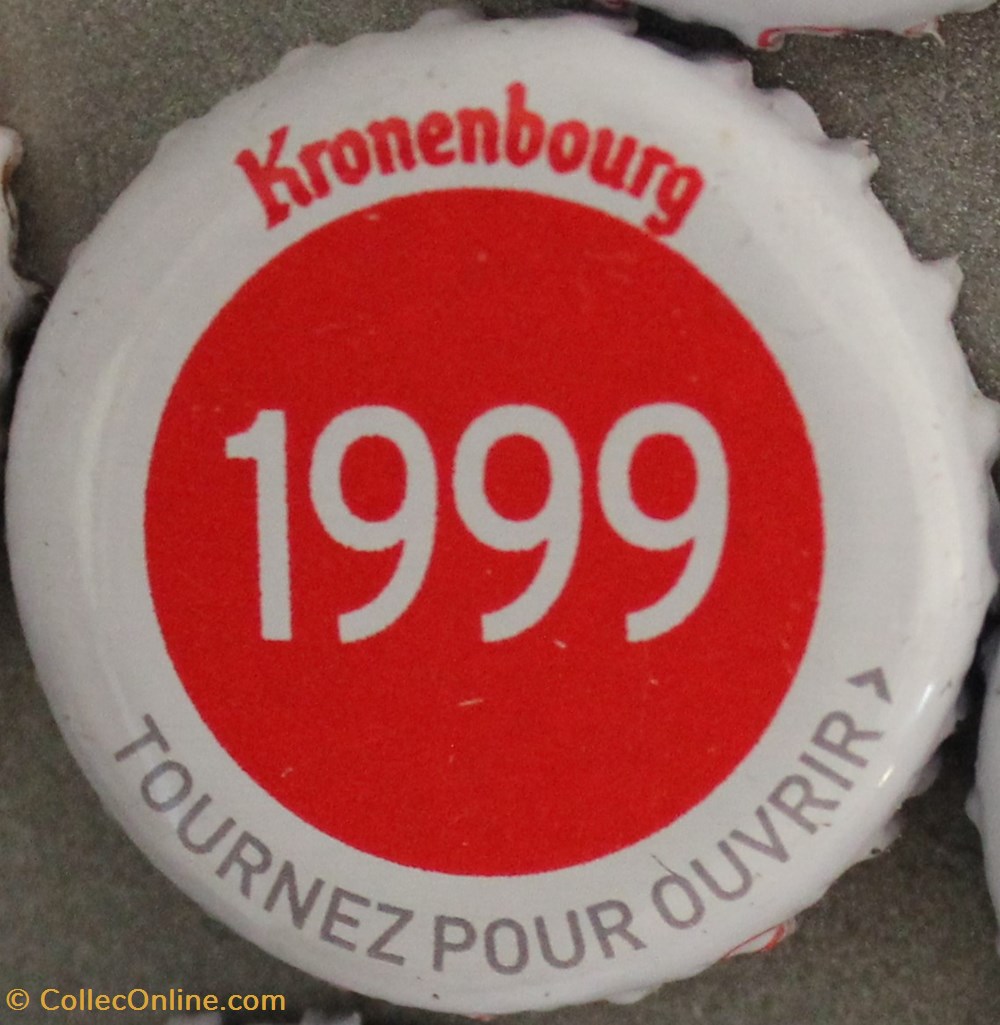 Kronenbourg
1999
TOURNEZ POUR OUVRIR >
© CollecOnline.com